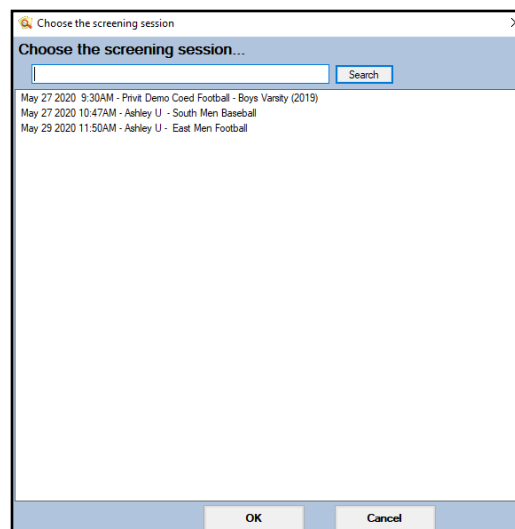 Choose the screening session
Choose the screening session...
Search
May 27 2020  9:30AM - Privit Demo Coed Football - Boys Varsity (2019)
May 27 2020 10:47AM - Ashley U  - South Men Baseball
May 29 2020 11:50AM - Ashley U -  East Men Football
OK
Cancel